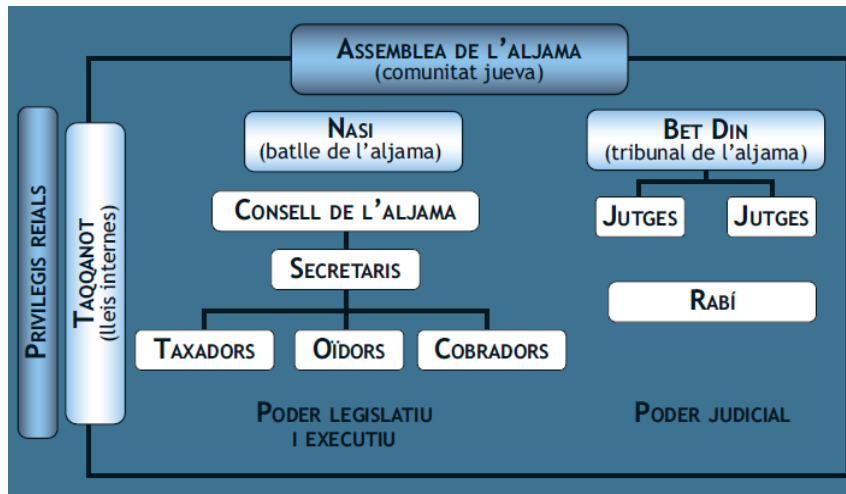 Assemblea de l'aljama
(comunitat jueva)
Privilegis reials
Taqqanot
(lleis internes)
Nasi
(batlle de l'aljama)
Consell de l'aljama
Secretaris
Taxadors
Oïdors
Cobradors
Poder legislatiu
i executiu
Bet Din
(tribunal de l'aljama)
Jutges
Jutges
Rabí
Poder judicial